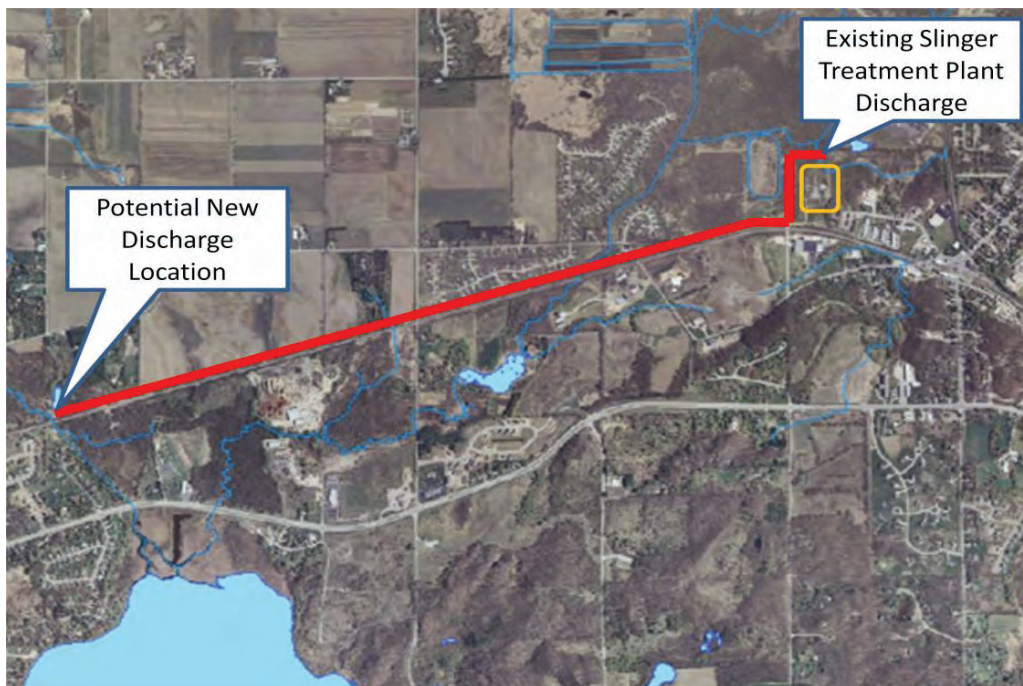 Existing Slinger
Treatment Plant
Discharge
Potential New
Discharge
Location